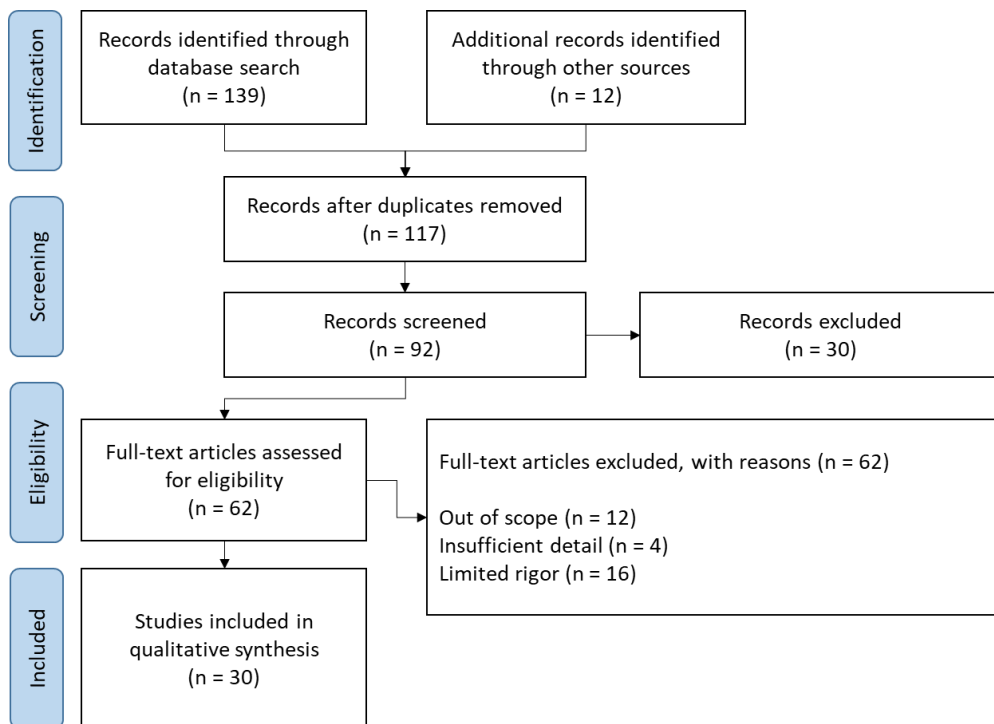 Identification
Records identified through
database search
(n = 139)
Additional records identified
through other sources
(n = 12)
Screening
Records after duplicates removed
(n = 117)
Records screened
(n = 92)
Records excluded
(n = 30)
Eligibility
Full-text articles assessed
for eligibility
(n = 62)
Full-text articles excluded, with reasons (n = 62)
Out of scope (n = 12)
Insufficient detail (n = 4)
Limited rigor (n = 16)
Included
Studies included in
qualitative synthesis
(n = 30)